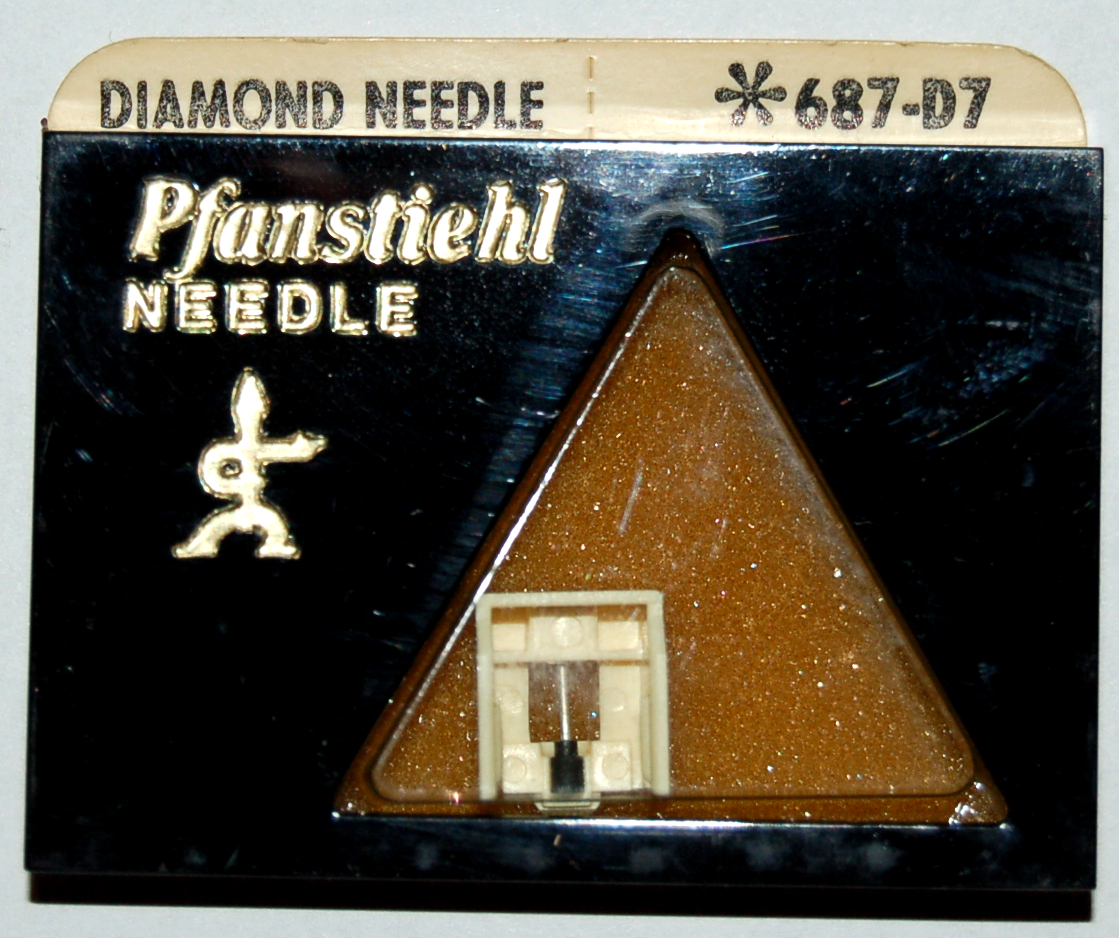 DIAMOND NEEDLE *687-D7
Pfanstiehl
NEEDLE